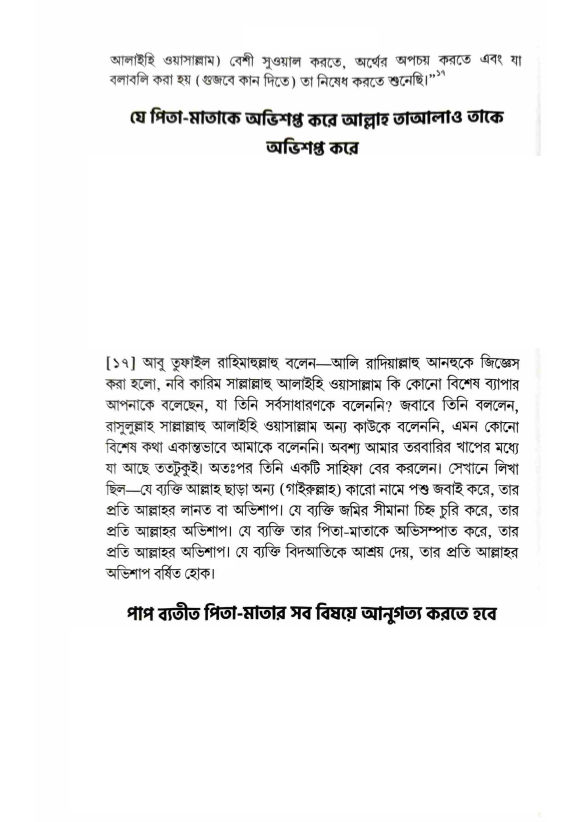 আলাইহি ওয়াসাল্লাম) বেশী সুওয়াল করতে, অর্থের অপচয় করতে এবং যা
বলাবলি করা হয় (গুজবে কান দিতে) তা নিষেধ করতে শুনেছি।”১৭
যে পিতা-মাতাকে অভিশপ্ত করে আল্লাহ তাআলাও তাকে
অভিশপ্ত করে
[১৭] আবু তুফাইল রাহিমাহুল্লাহ বলেন—আলি রাদিয়াল্লাহু আনহুকে জিজ্ঞেস
করা হলো, নবি কারিম সাল্লাল্লাহু আলাইহি ওয়াসাল্লাম কি কোনো বিশেষ ব্যাপার
আপনাকে বলেছেন, যা তিনি সর্বসাধারণকে বলেননি? জবাবে তিনি বললেন,
রাসুলুল্লাহ সাল্লাল্লাহু আলাইহি ওয়াসাল্লাম অন্য কাউকে বলেননি, এমন কোনো
বিশেষ কথা একান্তভাবে আমাকে বলেননি। অবশ্য আমার তরবারির খাপের মধ্যে
যা আছে ততটুকুই। অতঃপর তিনি একটি সাহিফা বের করলেন। সেখানে লিখা
ছিল—যে ব্যক্তি আল্লাহ ছাড়া অন্য (গাইরুল্লাহ) কারো নামে পশু জবাই করে, তার
প্রতি আল্লাহর লানত বা অভিশাপ। যে ব্যক্তি জমির সীমানা চিহ্ন চুরি করে, তার
প্রতি আল্লাহর অভিশাপ। যে ব্যক্তি তার পিতা-মাতাকে অভিসম্পাত করে, তার
প্রতি আল্লাহর অভিশাপ। যে ব্যক্তি বিদআতিকে আশ্রয় দেয়, তার প্রতি আল্লাহর
অভিশাপ বর্ষিত হোক।
পাপ ব্যতীত পিতা-মাতার সব বিষয়ে আনুগত্য করতে হবে